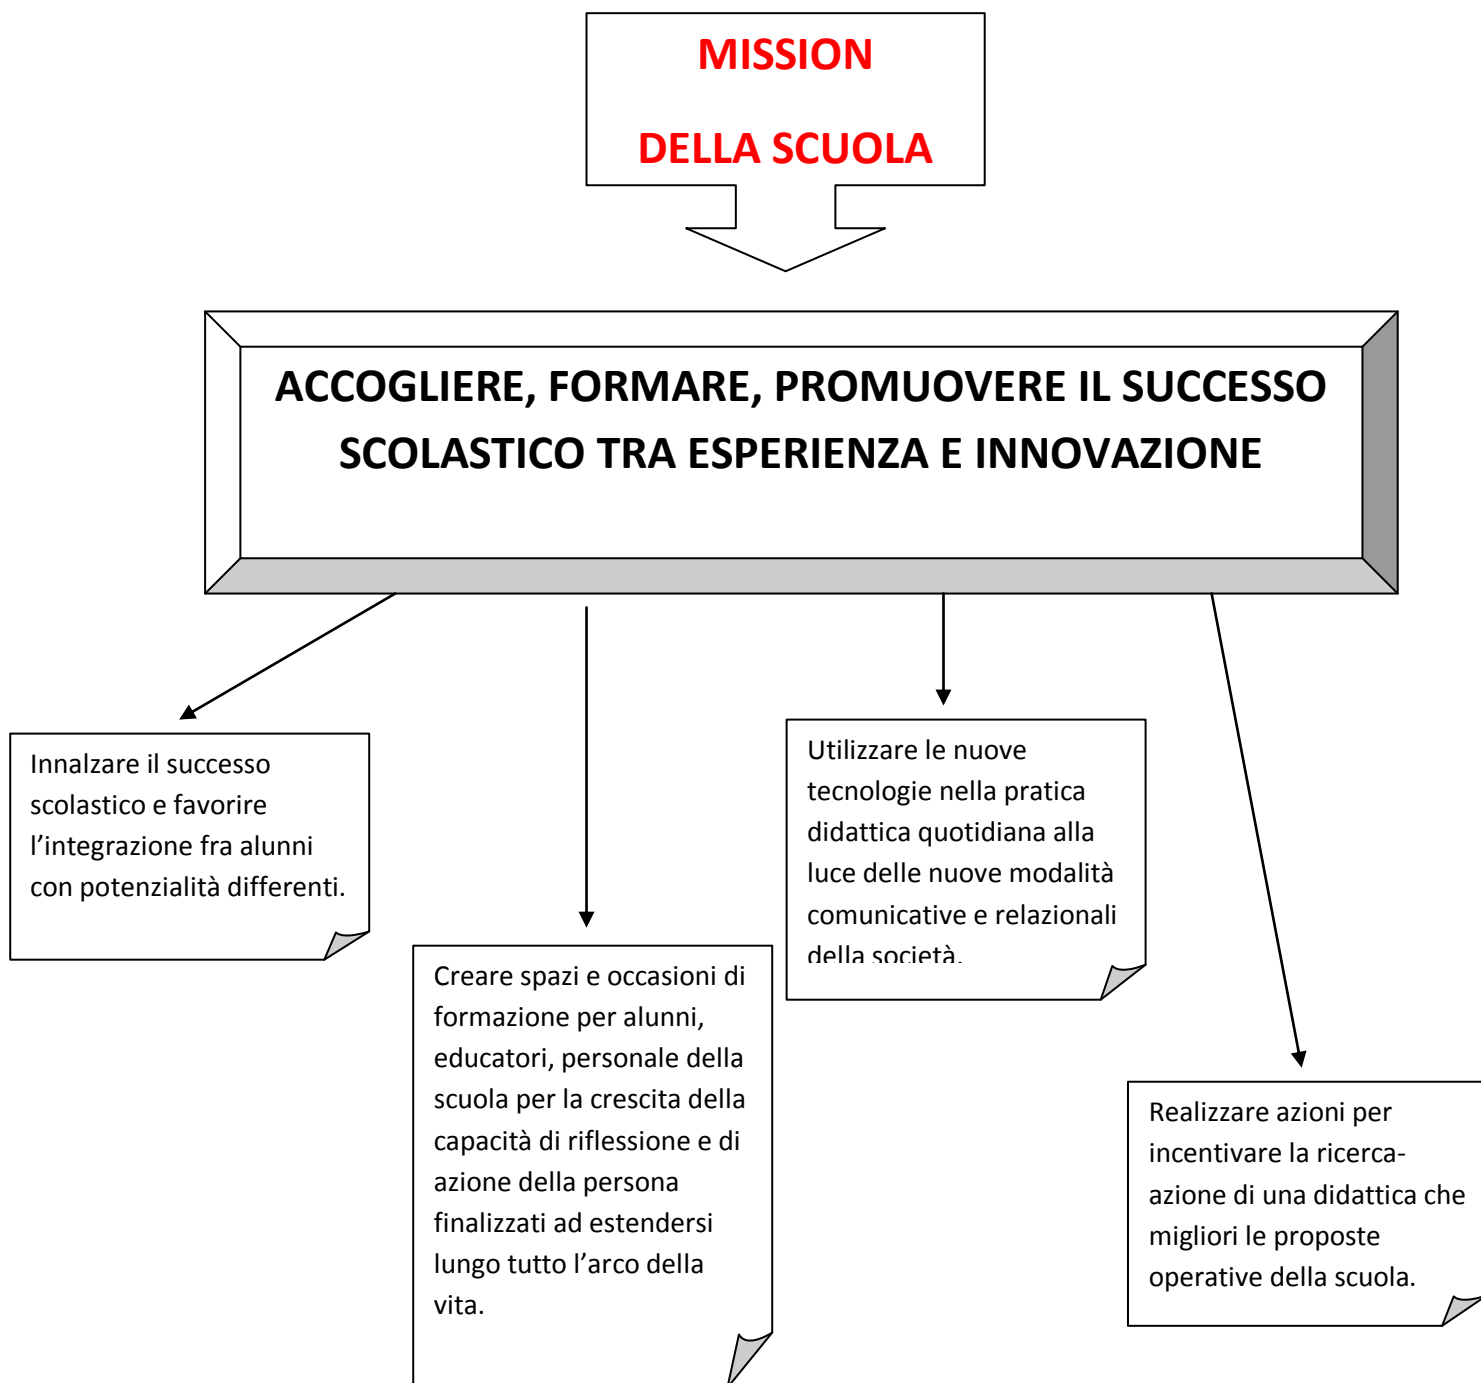 MISSION
DELLA SCUOLA
ACCOGLIERE, FORMARE, PROMUOVERE IL SUCCESSO
SCOLASTICO TRA ESPERIENZA E INNOVAZIONE
Innalzare il successo
scolastico e favorire
l’integrazione fra alunni
con potenzialità differenti.
Creare spazi e occasioni di
formazione per alunni,
educatori, personale della
scuola per la crescita della
capacità di riflessione e di
azione della persona
finalizzati ad estendersi
lungo tutto l’arco della
vita.
Utilizzare le nuove
tecnologie nella pratica
didattica quotidiana alla
luce delle nuove modalità
comunicative e relazionali
della società.
Realizzare azioni per
incentivare la ricerca-
azione di una didattica che
migliori le proposte
operative della scuola.